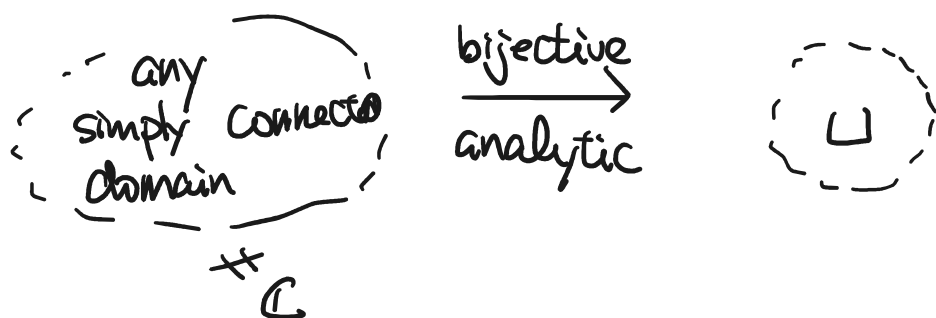 any
simply connected
domain
≠ ℂ
bijective
analytic
U